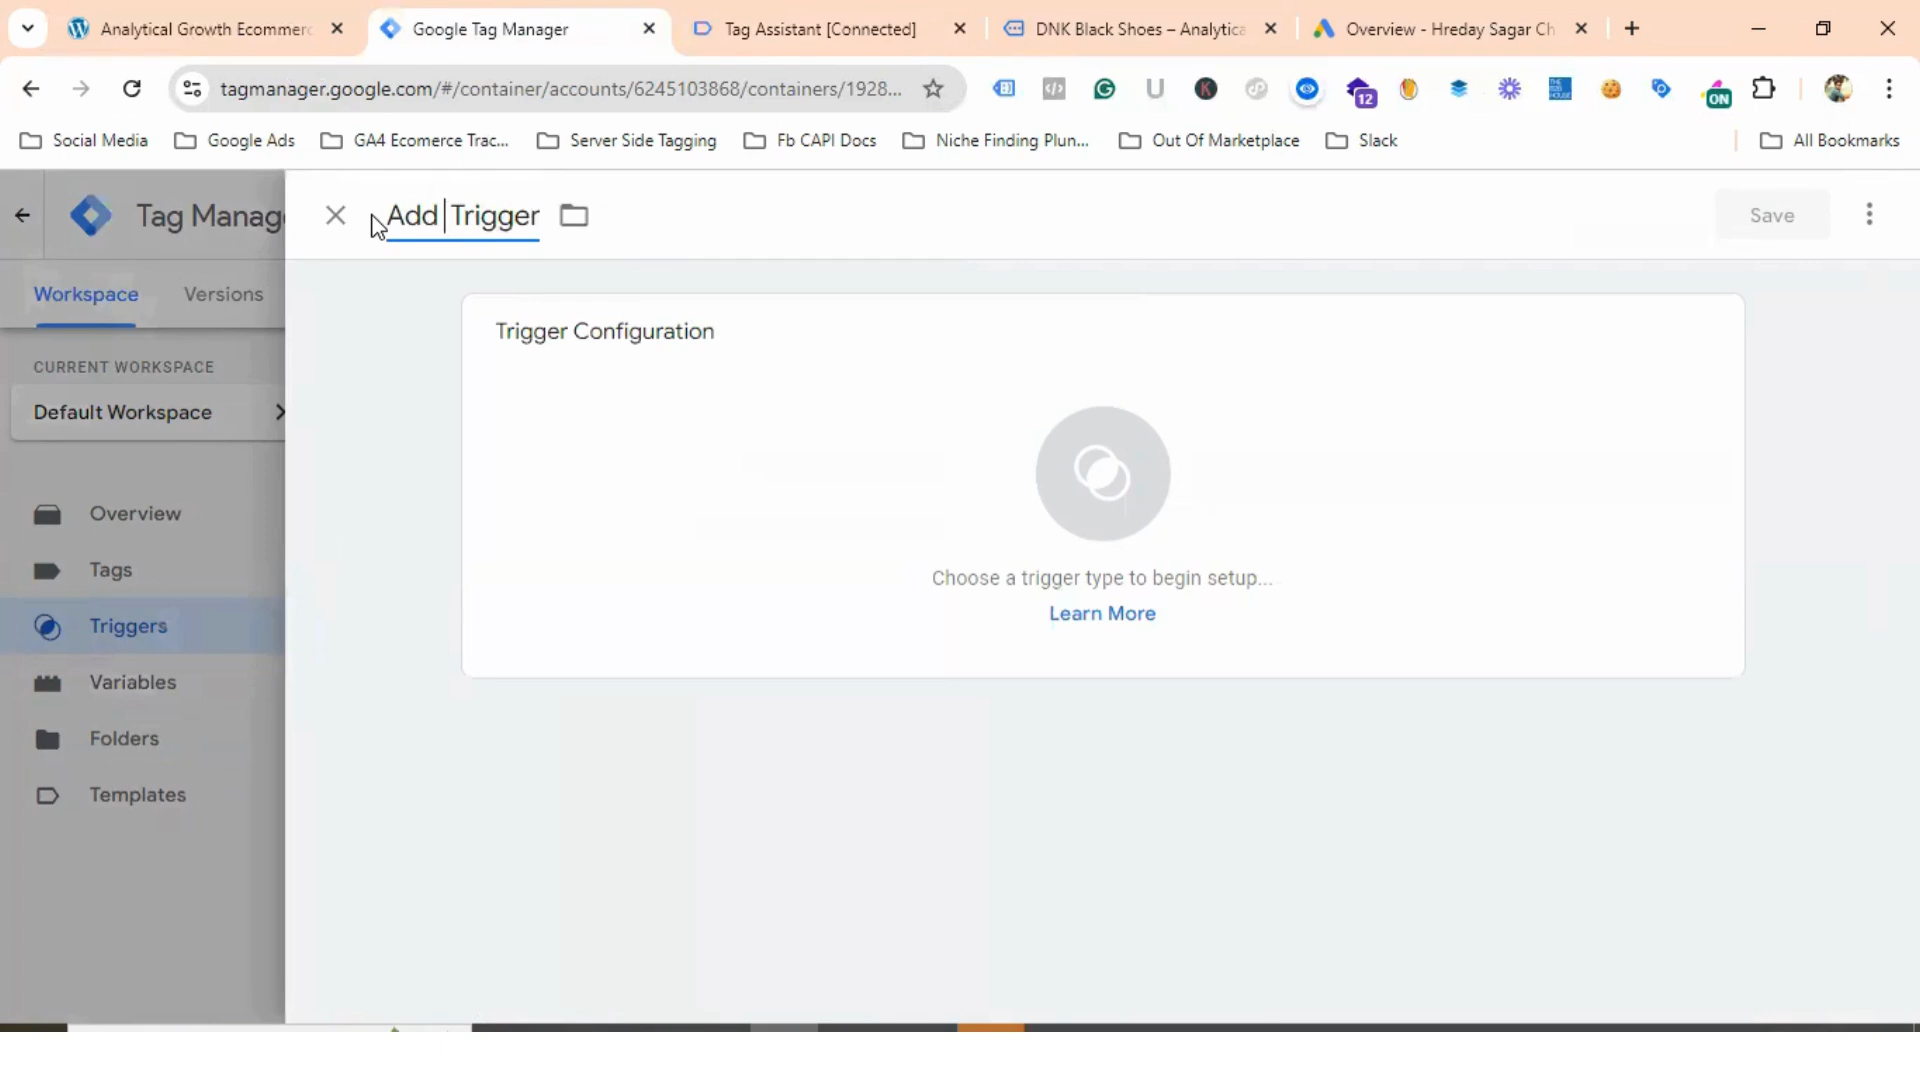 Analytical Growth Ecommerc
Google Tag Manager
Tag Assistant [Connected]
DNK Black Shoes – Analytica
Overview - Hreday Sagar Ch
tagmanager.google.com/#/container/accounts/6245103868/containers/1928...
12
ON
Social Media
Google Ads
GA4 Ecomerce Trac...
Server Side Tagging
Fb CAPI Docs
Niche Finding Plun...
Out Of Marketplace
Slack
All Bookmarks
Tag Manag
Add Trigger
Save
Workspace
Versions
Trigger Configuration
CURRENT WORKSPACE
Default Workspace
Overview
Tags
Choose a trigger type to begin setup...
Learn More
Triggers
Variables
Folders
Templates